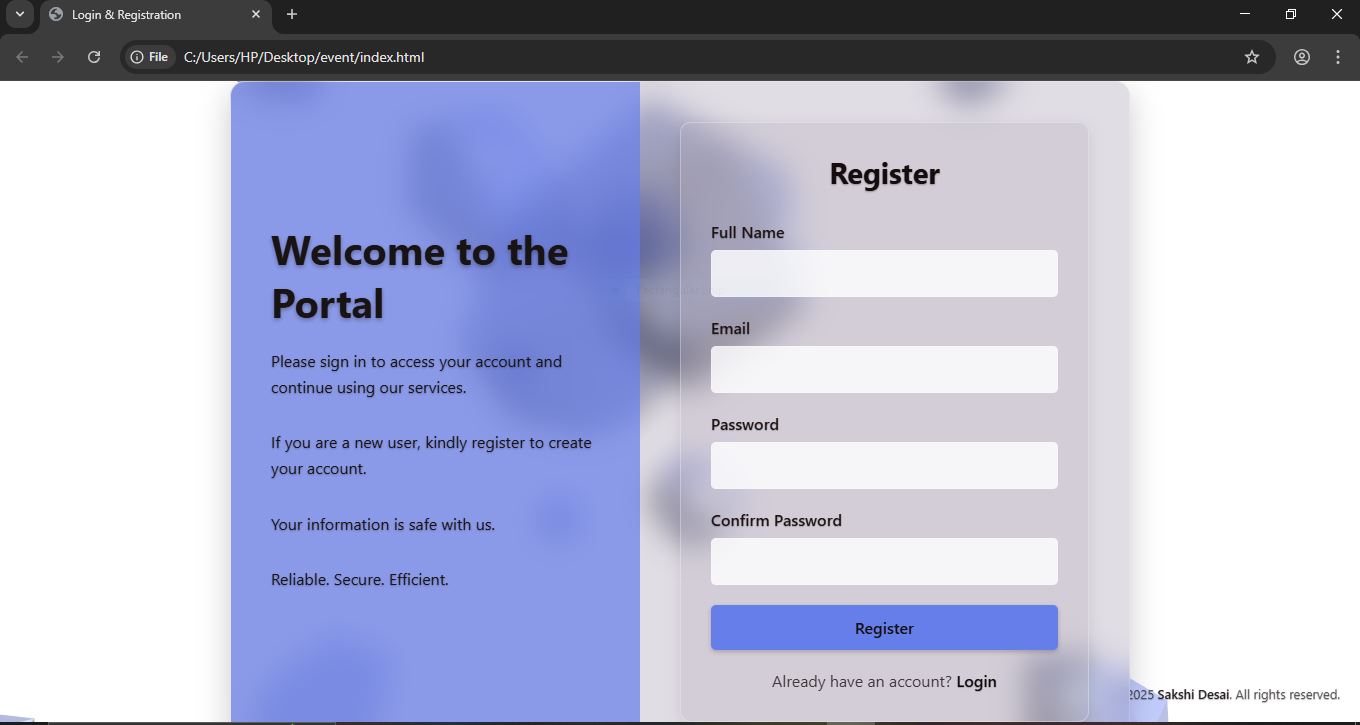 Login & Registration
File
C:/Users/HP/Desktop/event/index.html
Welcome to the
Portal
Please sign in to access your account and
continue using our services.
If you are a new user, kindly register to create
your account.
Your information is safe with us.
Reliable. Secure. Efficient.
Register
Full Name
Email
Password
Confirm Password
Register
Already have an account? Login
2025 Sakshi Desai. All rights reserved.